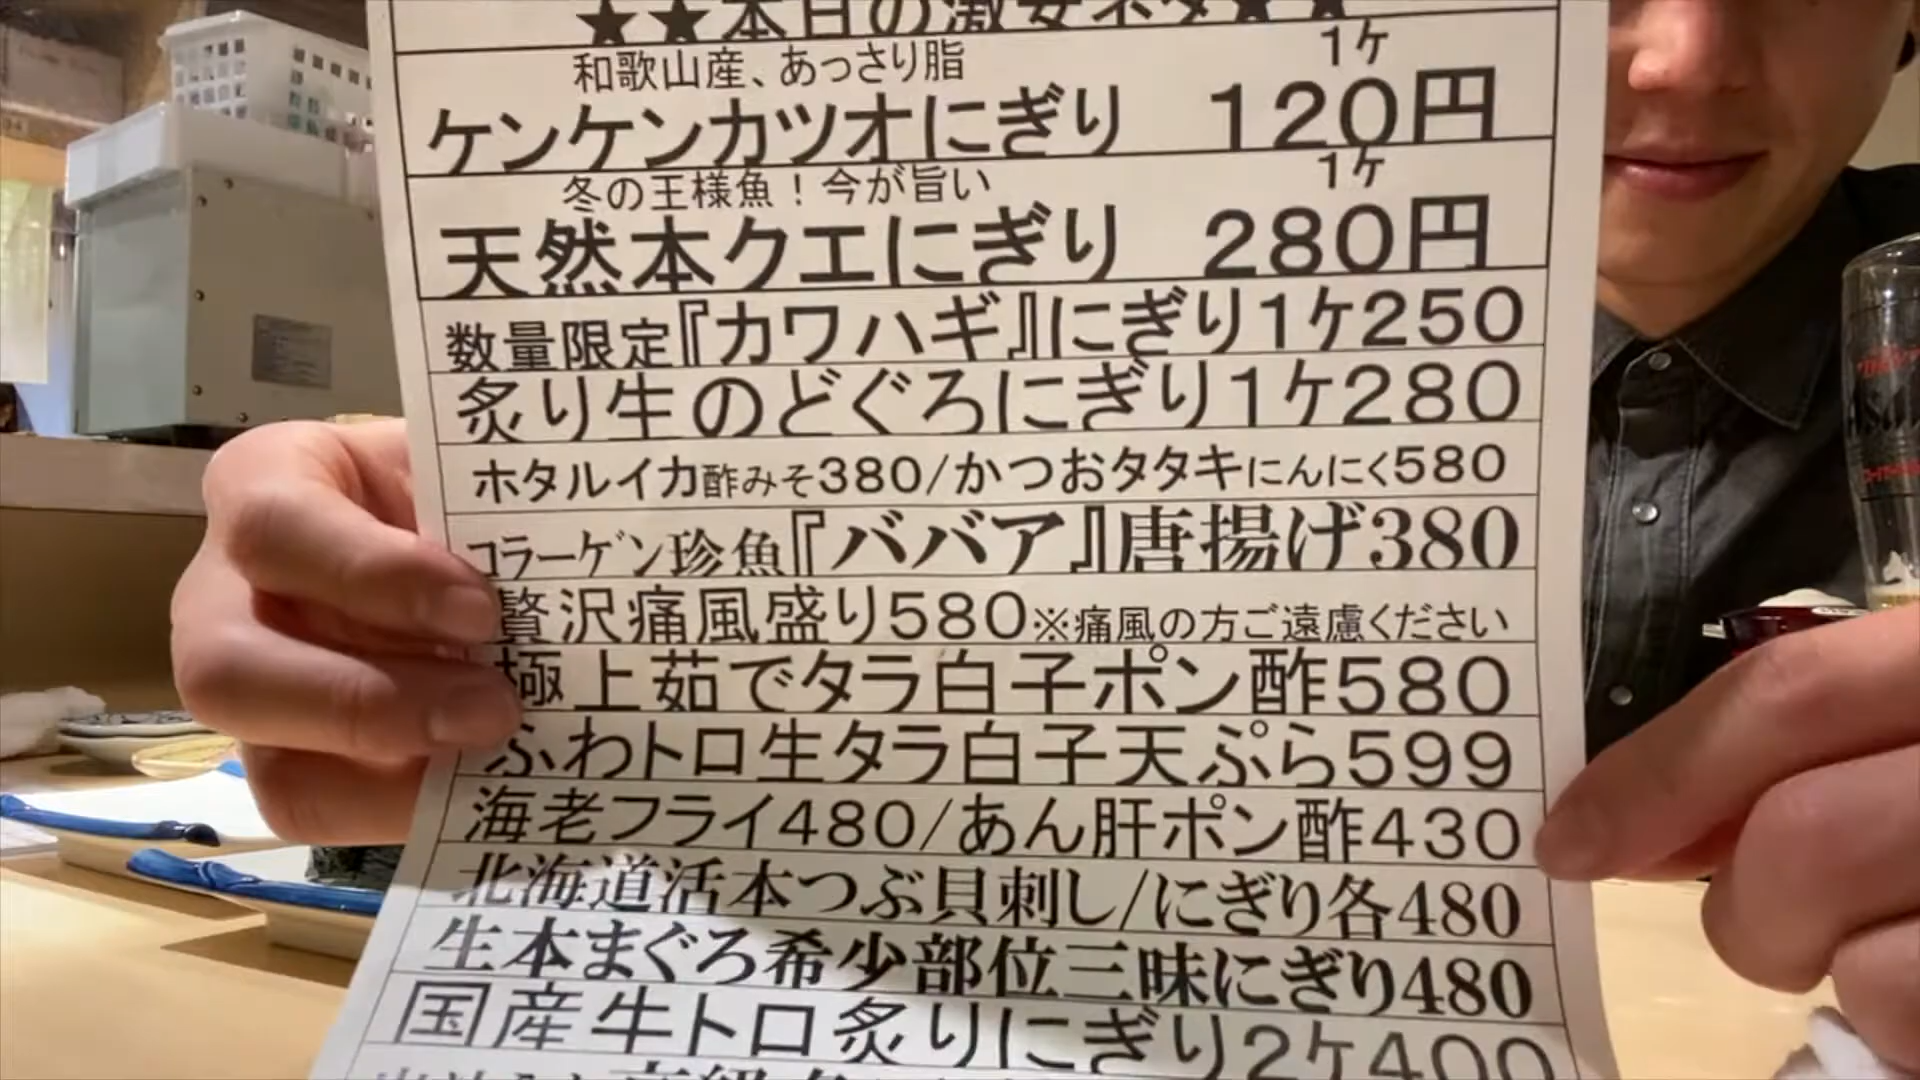 ★★本日の激安ネタ★★
和歌山産、あっさり脂 1ケ
ケンケンカツオにぎり 120円
冬の王様魚！今が旨い 1ケ
天然本クエにぎり 280円
数量限定『カワハギ』にぎり1ケ250
炙り生のどぐろにぎり1ケ280
ホタルイカ酢みそ380/かつおタタキにんにく580
コラーゲン珍魚『ババア』唐揚げ380
贅沢痛風盛り580※痛風の方ご遠慮ください
極上茹でタラ白子ポン酢580
ふわトロ生タラ白子天ぷら599
海老フライ480/あん肝ポン酢430
北海道活本つぶ貝刺し/にぎり各480
生本まぐろ希少部位三昧にぎり480
国産牛トロ炙りにぎり2ケ400